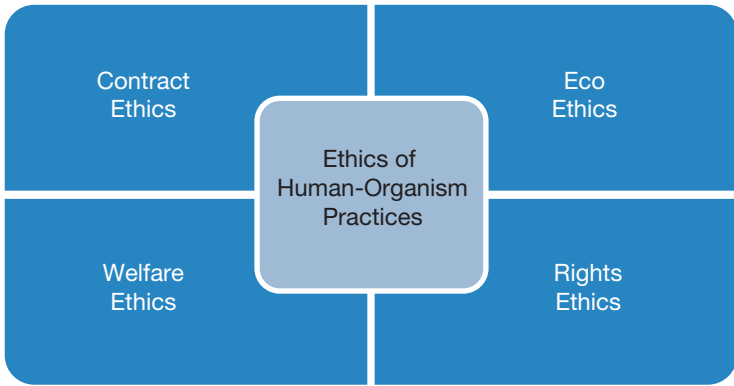 Contract
Ethics
Eco
Ethics
Ethics of
Human-Organism
Practices
Welfare
Ethics
Rights
Ethics